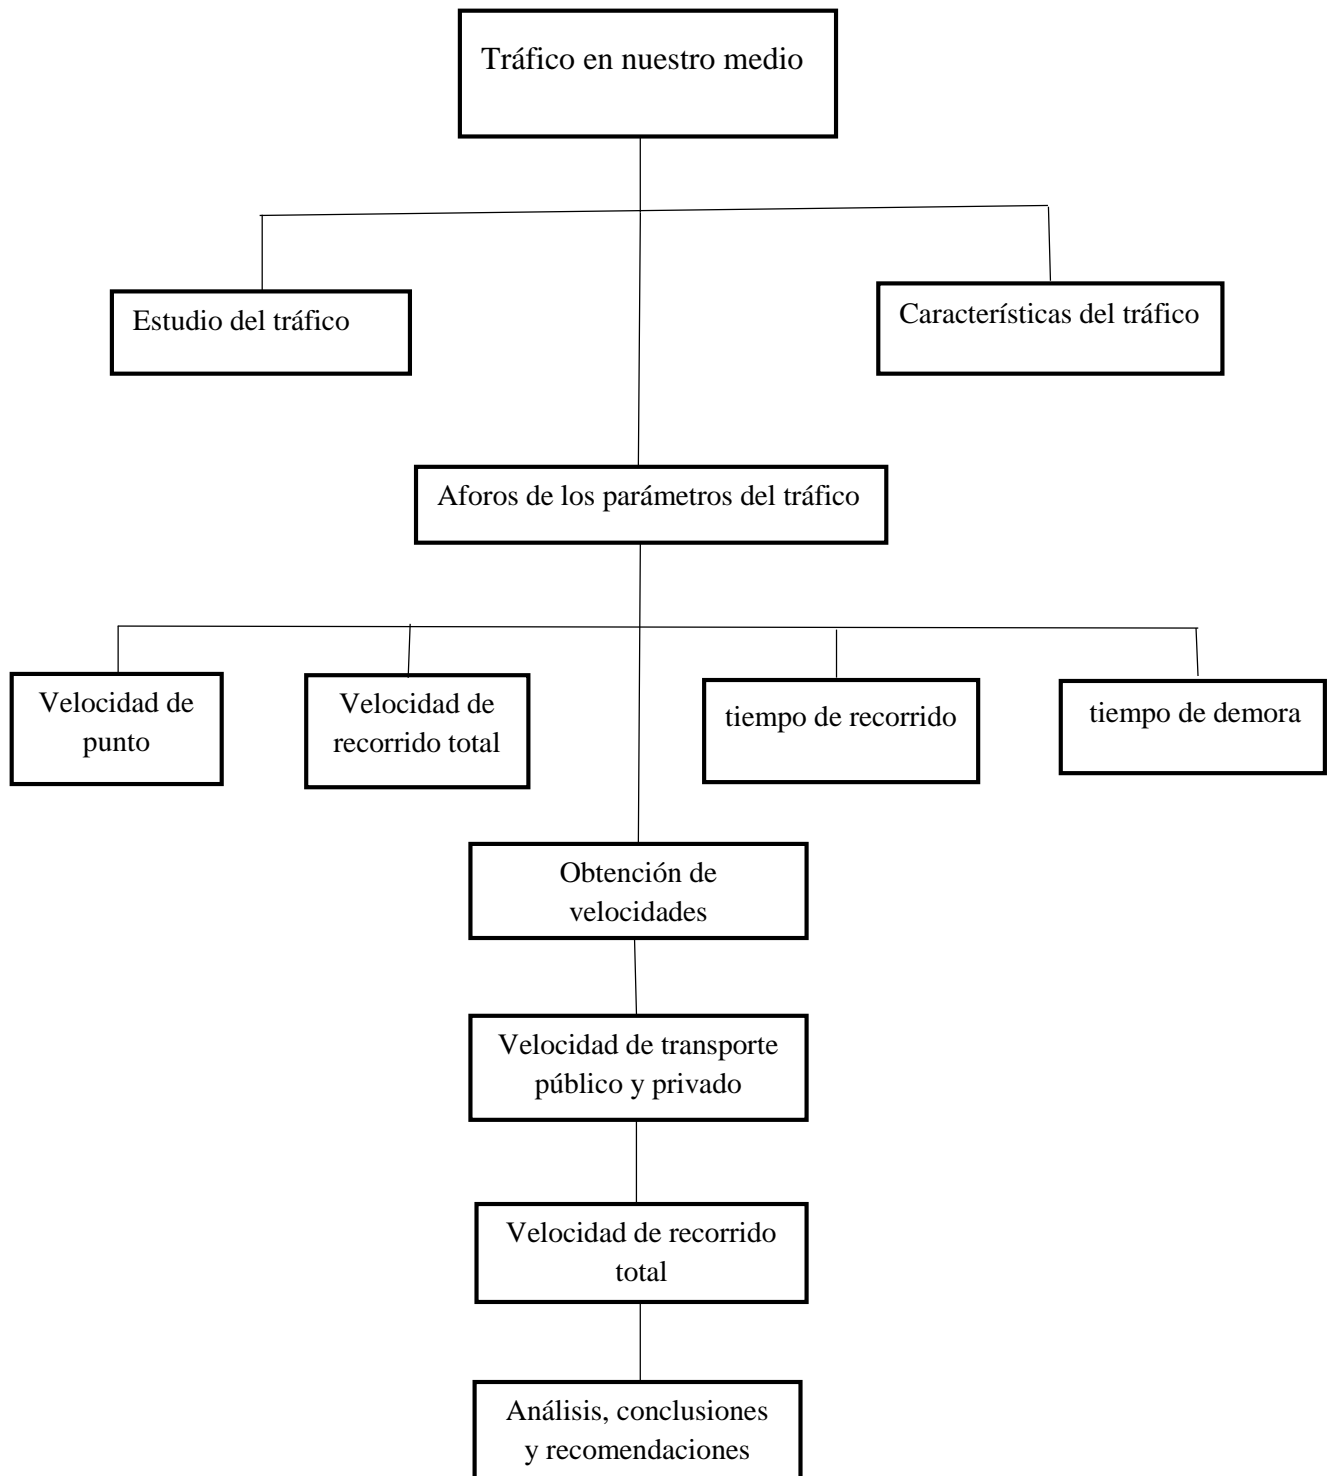 Tráfico en nuestro medio
Estudio del tráfico
Características del tráfico
Aforos de los parámetros del tráfico
Velocidad de
punto
Velocidad de
recorrido total
tiempo de recorrido
tiempo de demora
Obtención de
velocidades
Velocidad de transporte
público y privado
Velocidad de recorrido
total
Análisis, conclusiones
y recomendaciones